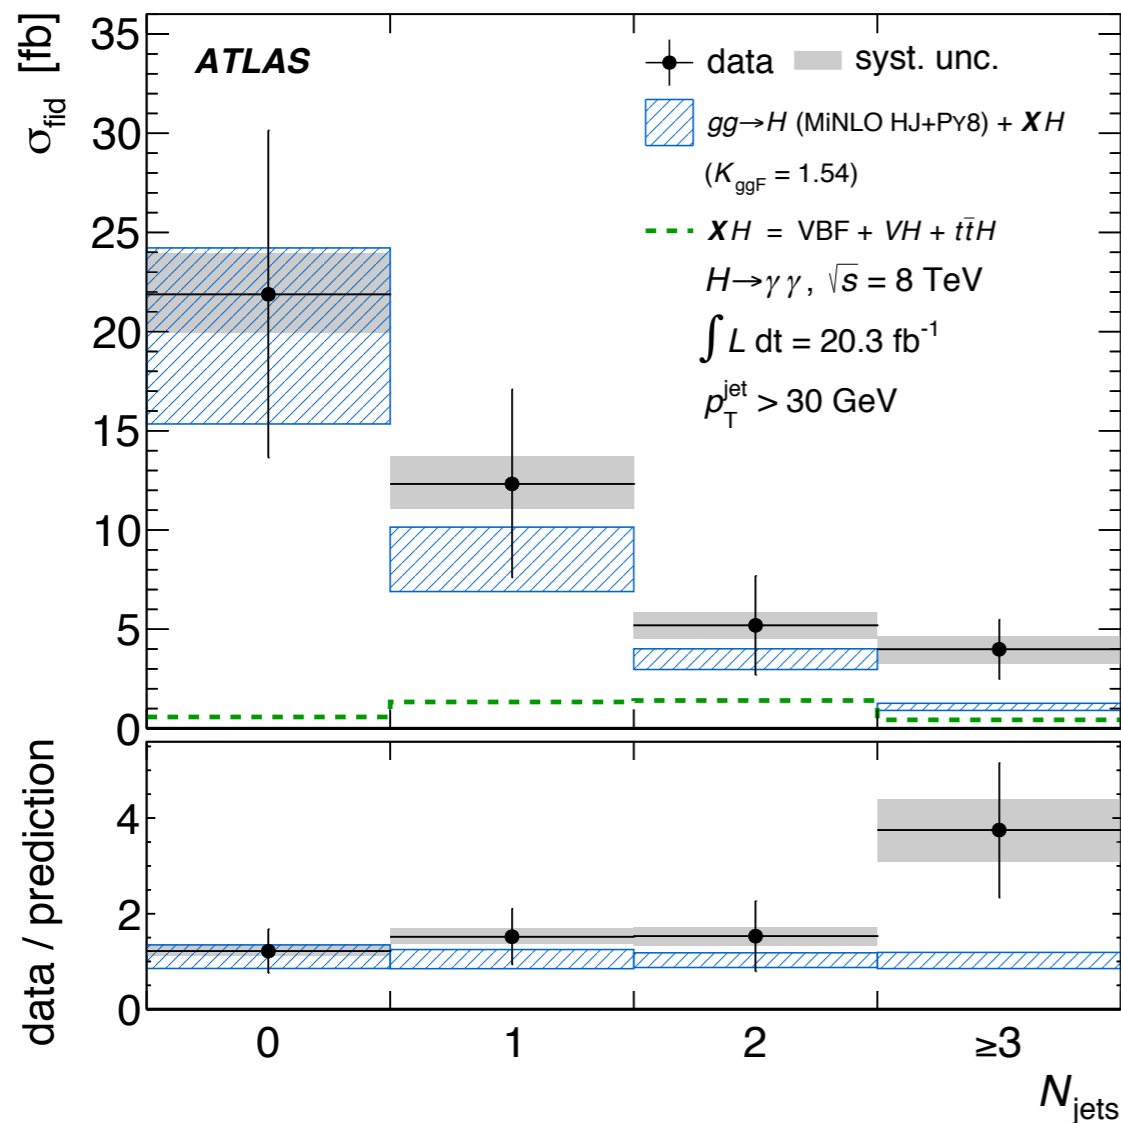 σfid [fb]
35
30
25
20
15
10
5
0
ATLAS
data syst. unc.
gg→H (MiNLO HJ+PY8) + XH
(KggF = 1.54)
XH = VBF + VH + tt̄H
H→γγ, √s = 8 TeV
∫ L dt = 20.3 fb⁻¹
pTjet > 30 GeV
data / prediction
4
2
0
0 1 2 ≥3
Njets